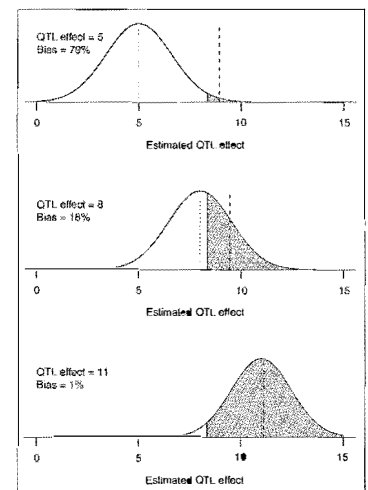 QTL effect = 5
Bias = 79%
0 5 10 15
Estimated QTL effect
QTL effect = 8
Bias = 18%
0 5 10 15
Estimated QTL effect
QTL effect = 11
Bias = 1%
0 5 10 15
Estimated QTL effect